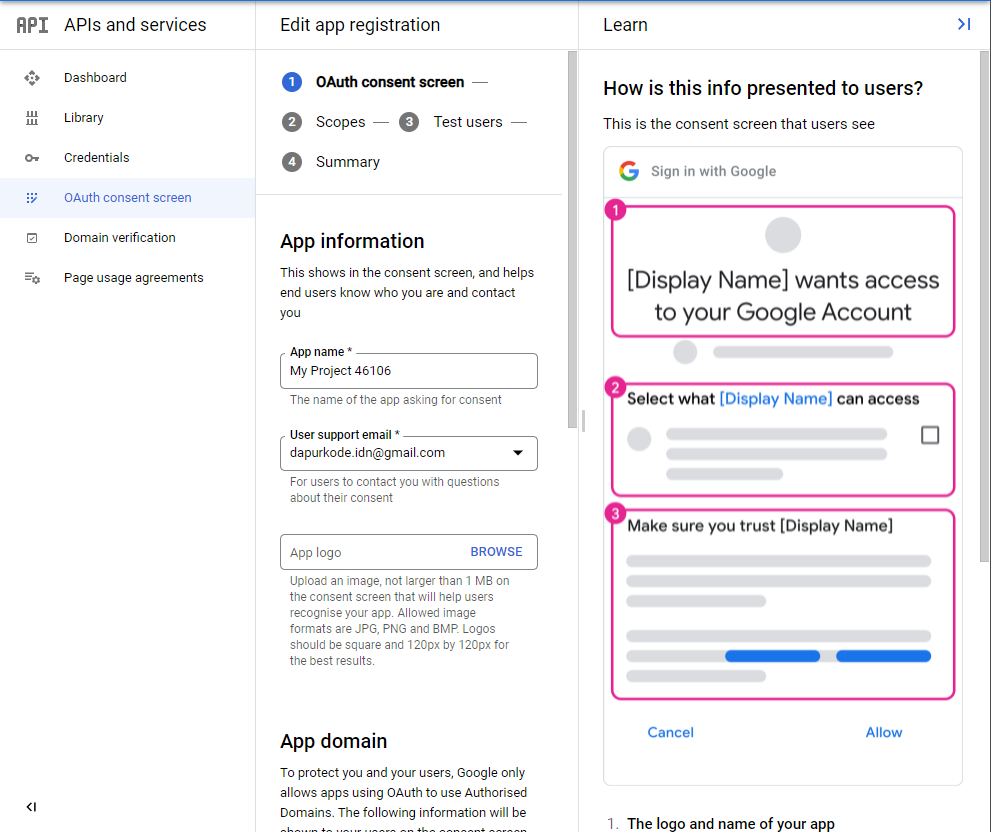 API APIs and services
Dashboard
Library
Credentials
OAuth consent screen
Domain verification
Page usage agreements
Edit app registration
1 OAuth consent screen —
2 Scopes — 3 Test users —
4 Summary
App information
This shows in the consent screen, and helps
end users know who you are and contact
you
App name *
My Project 46106
The name of the app asking for consent
User support email *
dapurkode.idn@gmail.com
For users to contact you with questions
about their consent
App logo BROWSE
Upload an image, not larger than 1 MB on
the consent screen that will help users
recognise your app. Allowed image
formats are JPG, PNG and BMP. Logos
should be square and 120px by 120px for
the best results.
App domain
To protect you and your users, Google only
allows apps using OAuth to use Authorised
Domains. The following information will be
shown to your users on the consent screen
Learn
How is this info presented to users?
This is the consent screen that users see
Sign in with Google
1
[Display Name] wants access
to your Google Account
2
Select what [Display Name] can access
3
Make sure you trust [Display Name]
Cancel Allow
1. The logo and name of your app